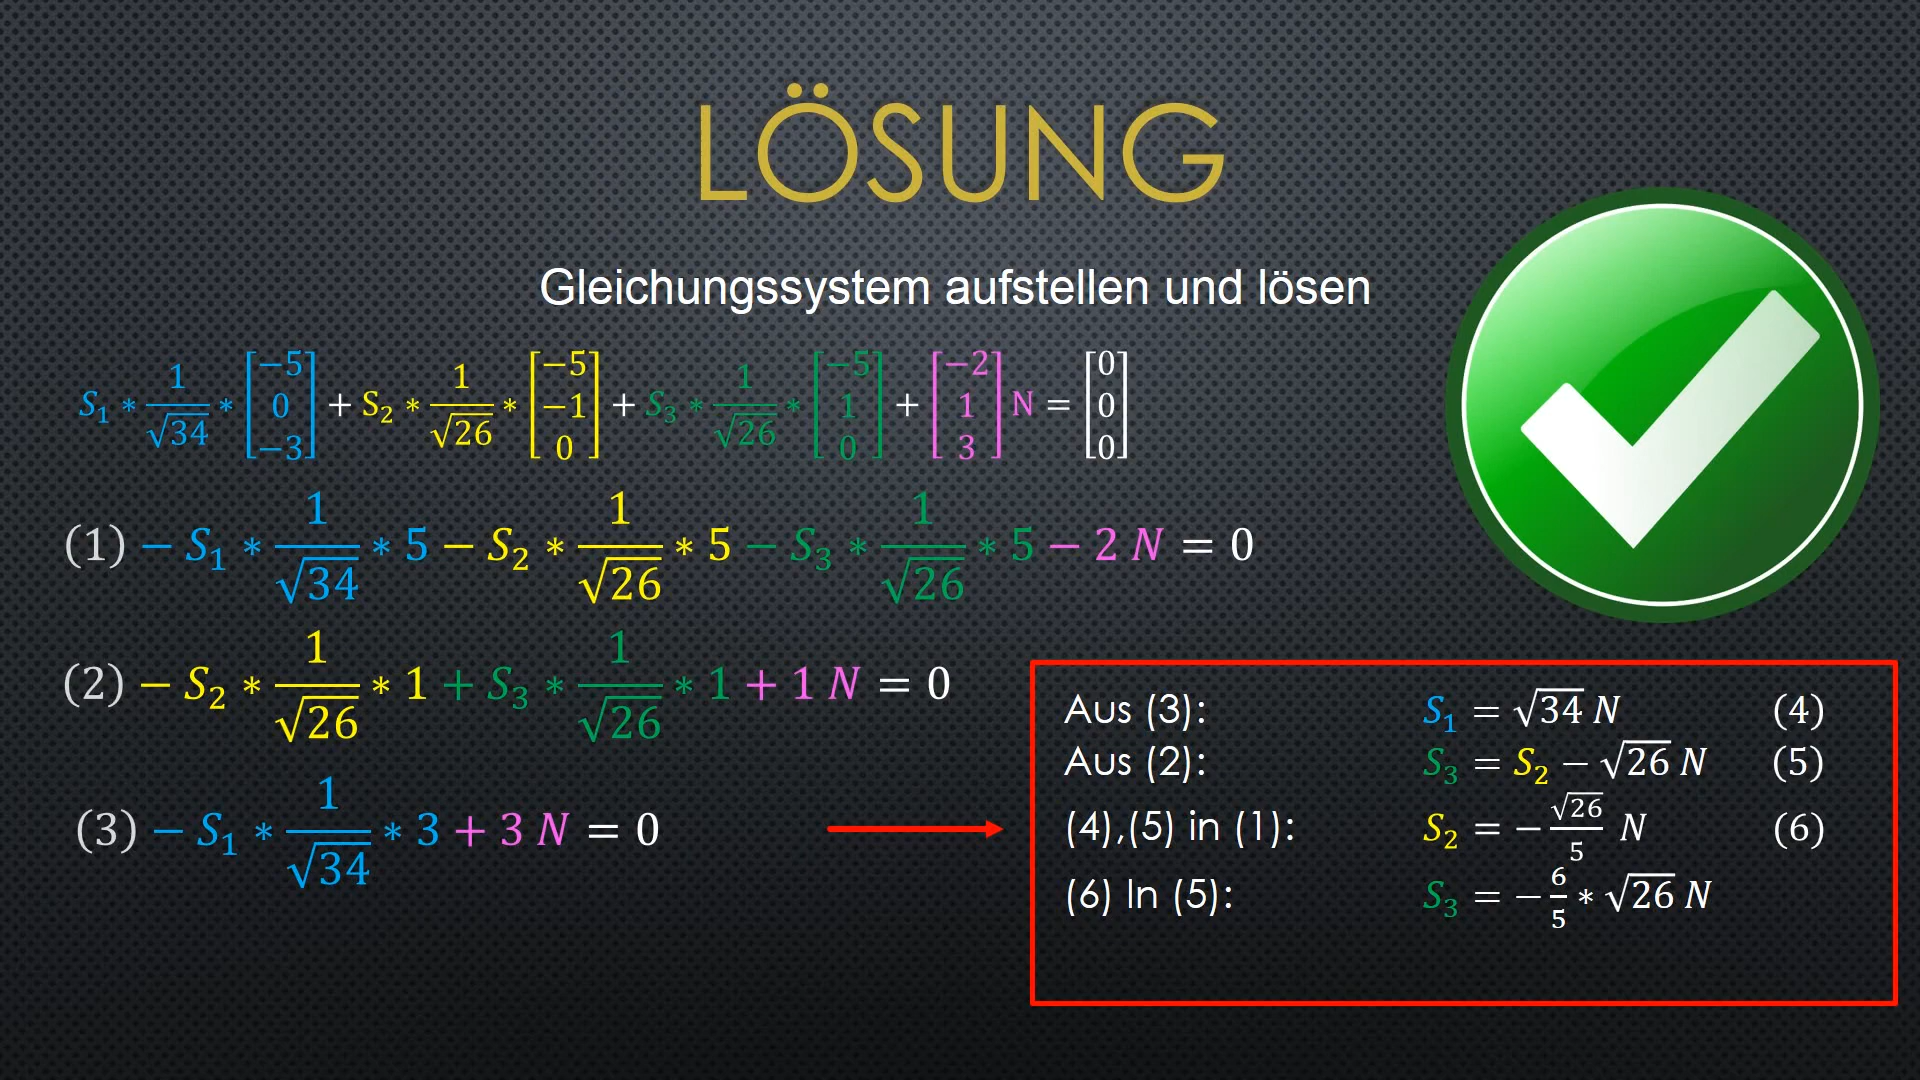 LÖSUNG
Gleichungssystem aufstellen und lösen
S₁ * 1/√34 * [−5 0 −3] + S₂ * 1/√26 * [−5 −1 0] + S₃ * 1/√26 * [−5 1 0] + [−2 1 3] N = [0 0 0]
(1) − S₁ * 1/√34 * 5 − S₂ * 1/√26 * 5 − S₃ * 1/√26 * 5 − 2 N = 0
(2) − S₂ * 1/√26 * 1 + S₃ * 1/√26 * 1 + 1 N = 0
(3) − S₁ * 1/√34 * 3 + 3 N = 0
Aus (3): S₁ = √34 N (4)
Aus (2): S₃ = S₂ − √26 N (5)
(4),(5) in (1): S₂ = − √26/5 N (6)
(6) In (5): S₃ = − 6/5 * √26 N